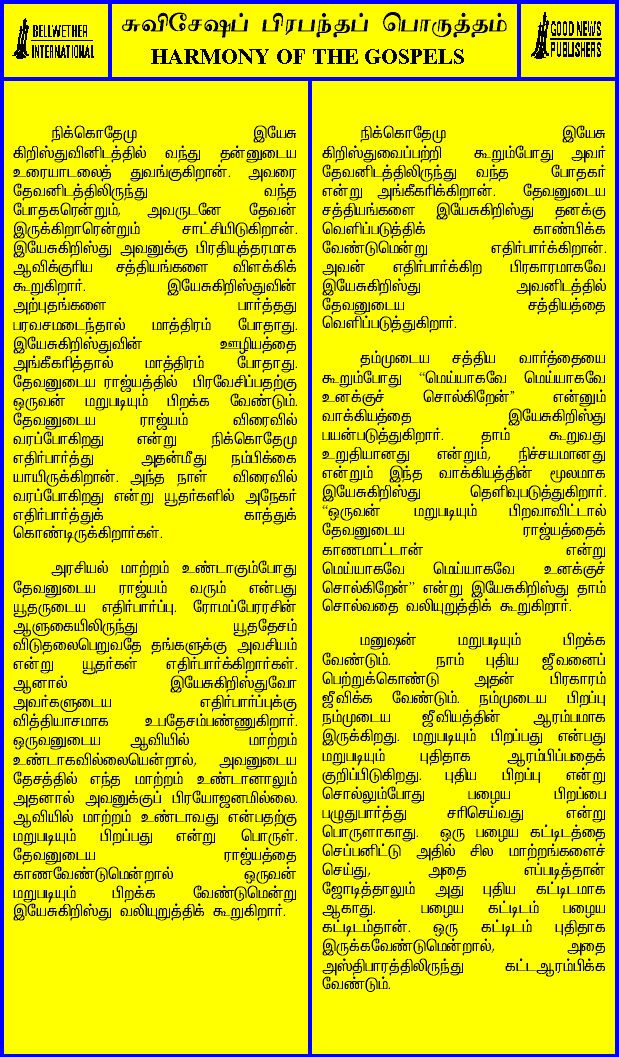 BELLWETHER
INTERNATIONAL
சுவிசேஷப் பிரபந்தப் பொருத்தம்
HARMONY OF THE GOSPELS
GOOD NEWS
PUBLISHERS
நிக்கொதேமு இயேசு
கிறிஸ்துவினிடத்தில் வந்து தன்னுடைய
உரையாடலைத் துவங்குகிறான். அவரை
தேவனிடத்திலிருந்து வந்த
போதகரென்றும், அவருடனே தேவன்
இருக்கிறாரென்றும் சாட்சியிடுகிறான்.
இயேசுகிறிஸ்து அவனுக்கு பிரதியுத்தரமாக
ஆவிக்குரிய சத்தியங்களை விளக்கிக்
கூறுகிறார். இயேசுகிறிஸ்துவின்
அற்புதங்களை பார்த்தது
பரவசமடைந்தால் மாத்திரம் போதாது.
இயேசுகிறிஸ்துவின் ஊழியத்தை
அங்கீகரித்தால் மாத்திரம் போதாது.
தேவனுடைய ராஜ்யத்தில் பிரவேசிப்பதற்கு
ஒருவன் மறுபடியும் பிறக்க வேண்டும்.
தேவனுடைய ராஜ்யம் விரைவில்
வரப்போகிறது என்று நிக்கொதேமு
எதிர்பார்த்து அதன்மீது நம்பிக்கை
யாயிருக்கிறான். அந்த நாள் விரைவில்
வரப்போகிறது என்று யூதர்களில் அநேகர்
எதிர்பார்த்துக் காத்துக்
கொண்டிருக்கிறார்கள்.
அரசியல் மாற்றம் உண்டாகும்போது
தேவனுடைய ராஜ்யம் வரும் என்பது
யூதருடைய எதிர்பார்ப்பு. ரோமப்பேரரசின்
ஆளுகையிலிருந்து யூததேசம்
விடுதலைபெறுவதே தங்களுக்கு அவசியம்
என்று யூதர்கள் எதிர்பார்க்கிறார்கள்.
ஆனால் இயேசுகிறிஸ்துவோ
அவர்களுடைய எதிர்பார்ப்புக்கு
வித்தியாசமாக உபதேசம்பண்ணுகிறார்.
ஒருவனுடைய ஆவியில் மாற்றம்
உண்டாகவில்லையென்றால், அவனுடைய
தேசத்தில் எந்த மாற்றம் உண்டானாலும்
அதனால் அவனுக்குப் பிரயோஜனமில்லை.
ஆவியில் மாற்றம் உண்டாவது என்பதற்கு
மறுபடியும் பிறப்பது என்று பொருள்.
தேவனுடைய ராஜ்யத்தை
காணவேண்டுமென்றால் ஒருவன்
மறுபடியும் பிறக்க வேண்டுமென்று
இயேசுகிறிஸ்து வலியுறுத்திக் கூறுகிறார்.
நிக்கொதேமு இயேசு
கிறிஸ்துவைப்பற்றி கூறும்போது அவர்
தேவனிடத்திலிருந்து வந்த போதகர்
என்று அங்கீகரிக்கிறான். தேவனுடைய
சத்தியங்களை இயேசுகிறிஸ்து தனக்கு
வெளிப்படுத்திக் காண்பிக்க
வேண்டுமென்று எதிர்பார்க்கிறான்.
அவன் எதிர்பார்க்கிற பிரகாரமாகவே
இயேசுகிறிஸ்து அவனிடத்தில்
தேவனுடைய சத்தியத்தை
வெளிப்படுத்துகிறார்.
தம்முடைய சத்திய வார்த்தையை
கூறும்போது “மெய்யாகவே மெய்யாகவே
உனக்குச் சொல்கிறேன்” என்னும்
வாக்கியத்தை இயேசுகிறிஸ்து
பயன்படுத்துகிறார். தாம் கூறுவது
உறுதியானது என்றும், நிச்சயமானது
என்றும் இந்த வாக்கியத்தின் மூலமாக
இயேசுகிறிஸ்து தெளிவுபடுத்துகிறார்.
“ஒருவன் மறுபடியும் பிறவாவிட்டால்
தேவனுடைய ராஜ்யத்தைக்
காணமாட்டான் என்று
மெய்யாகவே மெய்யாகவே உனக்குச்
சொல்கிறேன்” என்று இயேசுகிறிஸ்து தாம்
சொல்வதை வலியுறுத்திக் கூறுகிறார்.
மனுஷன் மறுபடியும் பிறக்க
வேண்டும். நாம் புதிய ஜீவனைப்
பெற்றுக்கொண்டு அதன் பிரகாரம்
ஜீவிக்க வேண்டும். நம்முடைய பிறப்பு
நம்முடைய ஜீவியத்தின் ஆரம்பமாக
இருக்கிறது. மறுபடியும் பிறப்பது என்பது
மறுபடியும் புதிதாக ஆரம்பிப்பதைக்
குறிப்பிடுகிறது. புதிய பிறப்பு என்று
சொல்லும்போது பழைய பிறப்பை
பழுதுபார்த்து சரிசெய்வது என்று
பொருளாகாது. ஒரு பழைய கட்டிடத்தை
செப்பனிட்டு அதில் சில மாற்றங்களைச்
செய்து, அதை எப்படித்தான்
ஜோடித்தாலும் அது புதிய கட்டிடமாக
ஆகாது. பழைய கட்டிடம் பழைய
கட்டிடம்தான். ஒரு கட்டிடம் புதிதாக
இருக்கவேண்டுமென்றால், அதை
அஸ்திபாரத்திலிருந்து கட்டஆரம்பிக்க
வேண்டும்.